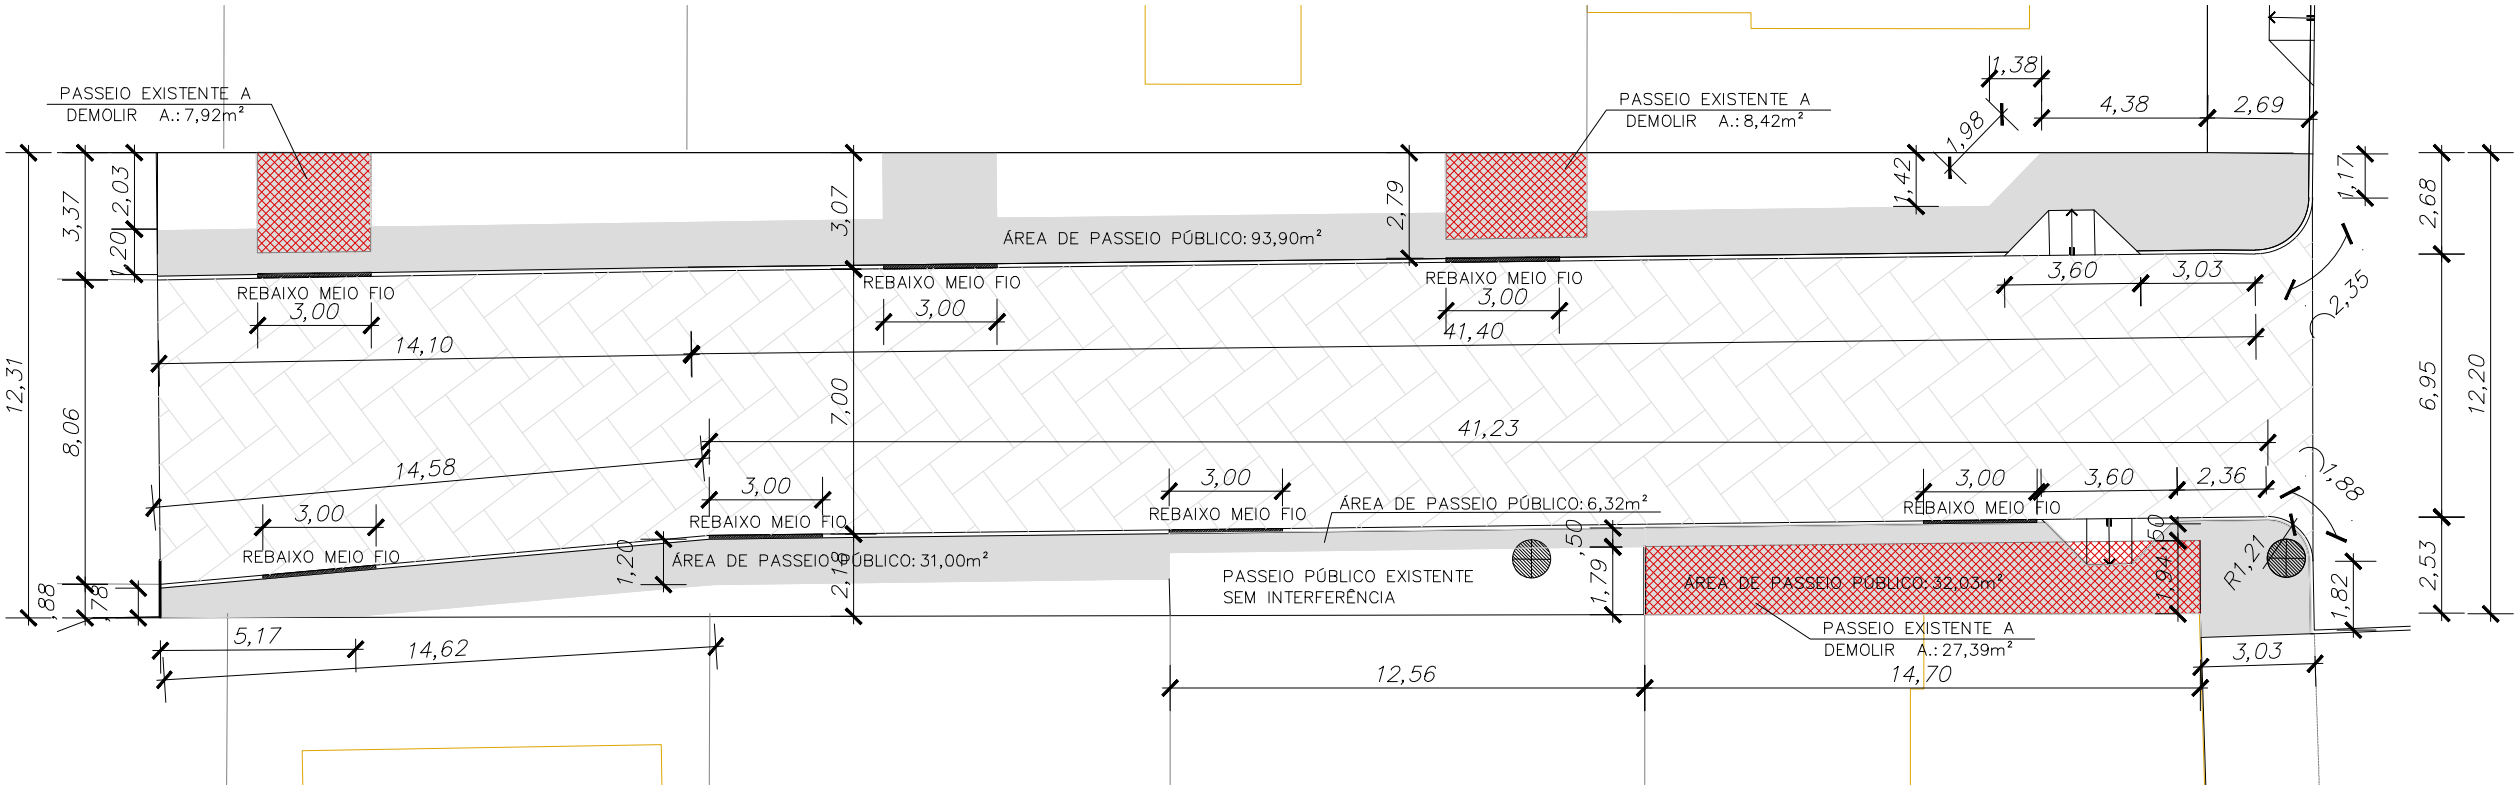 1,38
PASSEIO EXISTENTE A
DEMOLIR A.:7,92m²
PASSEIO EXISTENTE A
DEMOLIR A.:8,42m²
4,38
2,69
1,98
3,37
2,03
1,20
3,07
2,79
1,42
1,17
2,68
ÁREA DE PASSEIO PÚBLICO:93,90m²
REBAIXO MEIO FIO
3,00
REBAIXO MEIO FIO
3,00
REBAIXO MEIO FIO
3,00
3,60
3,03
2,35
14,10
41,40
12,31
8,06
7,00
6,95
12,20
41,23
14,58
3,00
3,00
3,00
3,00
3,60
2,36
1,88
ÁREA DE PASSEIO PÚBLICO:6,32m²
REBAIXO MEIO FIO
REBAIXO MEIO FIO
REBAIXO MEIO FIO
REBAIXO MEIO FIO
1,20
ÁREA DE PASSEIO PÚBLICO:31,00m²
2,18
,50
1,79
PASSEIO PÚBLICO EXISTENTE
SEM INTERFERÊNCIA
ÁREA DE PASSEIO PÚBLICO:32,03m²
,60
1,94
R1,21
1,82
2,53
,88
,78
PASSEIO EXISTENTE A
DEMOLIR A.:27,39m²
5,17
14,62
12,56
14,70
3,03